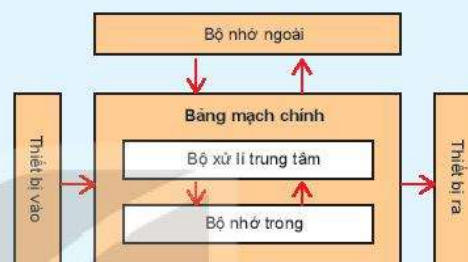 Bộ nhớ ngoài
Thiết bị vào
Bảng mạch chính
Bộ xử lí trung tâm
Bộ nhớ trong
Thiết bị ra